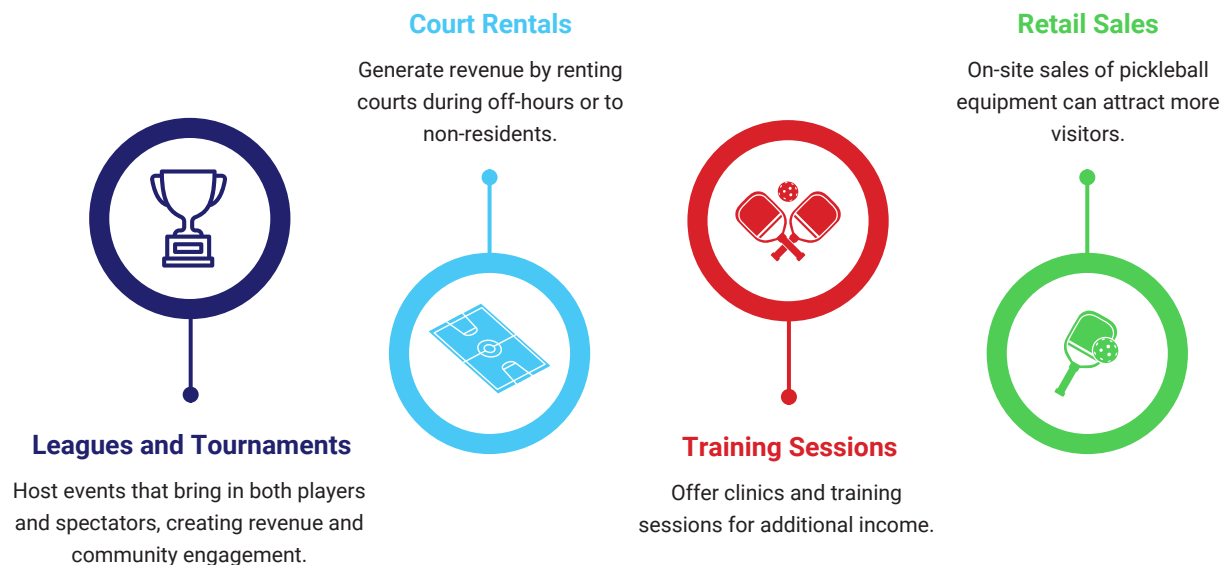 Leagues and Tournaments
Host events that bring in both players
and spectators, creating revenue and
community engagement.
Court Rentals
Generate revenue by renting
courts during off-hours or to
non-residents.
Training Sessions
Offer clinics and training
sessions for additional income.
Retail Sales
On-site sales of pickleball
equipment can attract more
visitors.